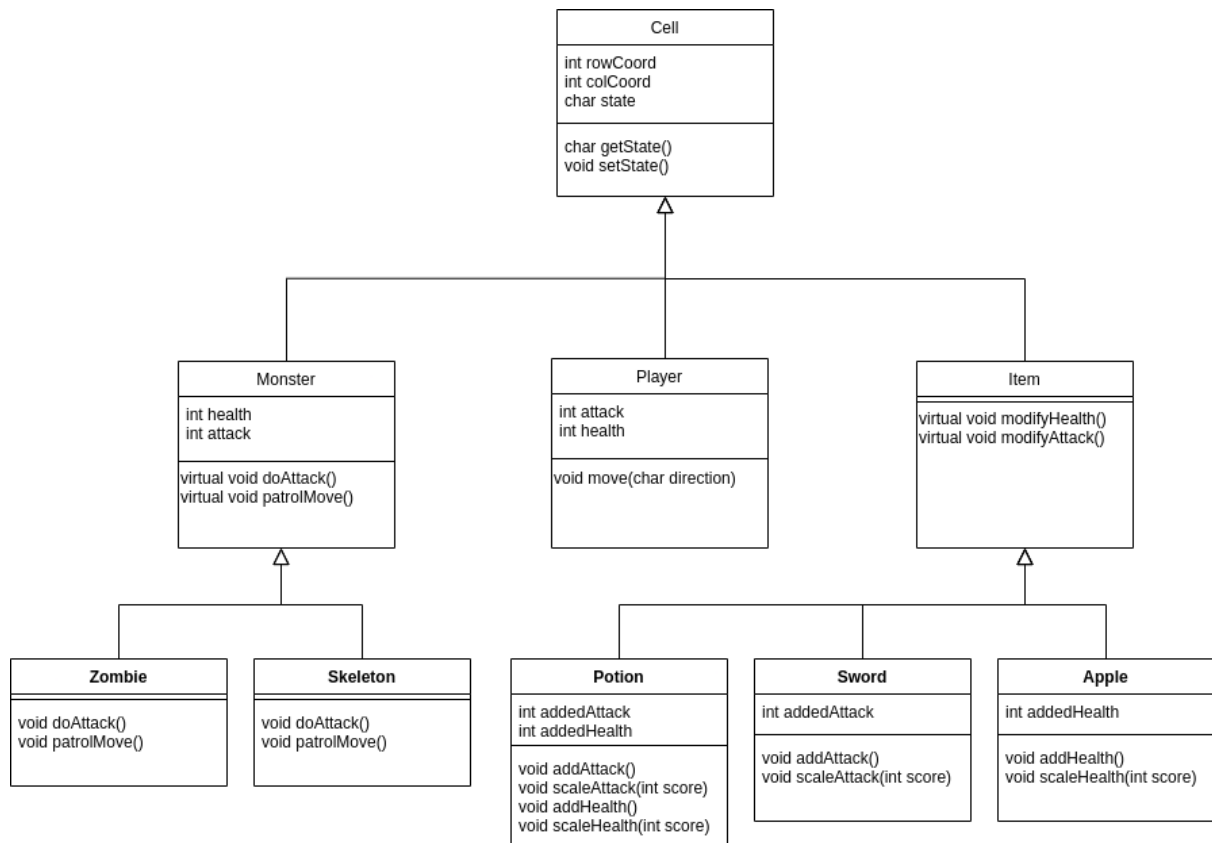 Cell
int rowCoord
int colCoord
char state
char getState()
void setState()
Monster
int health
int attack
virtual void doAttack()
virtual void patrolMove()
Player
int attack
int health
void move(char direction)
Item
virtual void modifyHealth()
virtual void modifyAttack()
Zombie
void doAttack()
void patrolMove()
Skeleton
void doAttack()
void patrolMove()
Potion
int addedAttack
int addedHealth
void addAttack()
void scaleAttack(int score)
void addHealth()
void scaleHealth(int score)
Sword
int addedAttack
void addAttack()
void scaleAttack(int score)
Apple
int addedHealth
void addHealth()
void scaleHealth(int score)